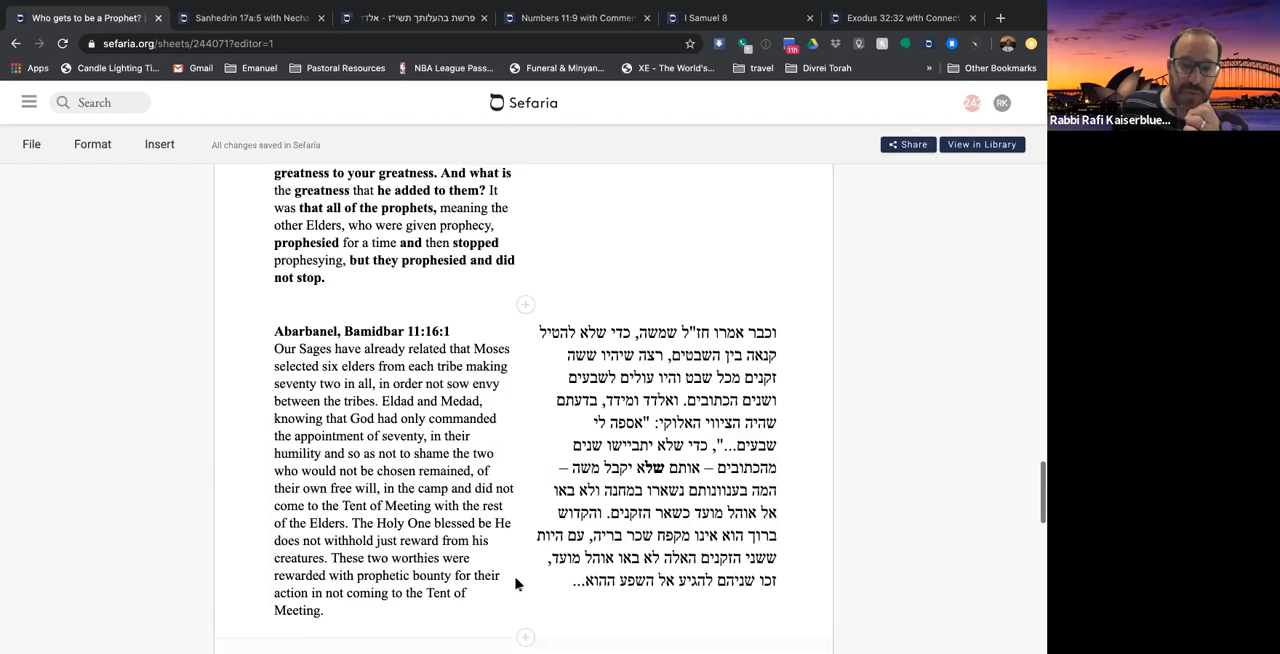 Who gets to be a Prophet? |
Sanhedrin 17a:5 with Necha
פרשת בהעלותך תשי"ז - אלדד
Numbers 11:9 with Commen
I Samuel 8
Exodus 32:32 with Connect
sefaria.org/sheets/244071?editor=1
11h
Apps
Candle Lighting Ti...
Gmail
Emanuel
Pastoral Resources
NBA League Pass...
Funeral & Minyan...
XE - The World's...
travel
Divrei Torah
»
Other Bookmarks
Rabbi Rafi Kaiserblue...
Search
Sefaria
242
RK
File
Format
Insert
All changes saved in Sefaria
Share
View in Library
greatness to your greatness. And what is
the greatness that he added to them? It
was that all of the prophets, meaning the
other Elders, who were given prophecy,
prophesied for a time and then stopped
prophesying, but they prophesied and did
not stop.
Abarbanel, Bamidbar 11:16:1
Our Sages have already related that Moses
selected six elders from each tribe making
seventy two in all, in order not sow envy
between the tribes. Eldad and Medad,
knowing that God had only commanded
the appointment of seventy, in their
humility and so as not to shame the two
who would not be chosen remained, of
their own free will, in the camp and did not
come to the Tent of Meeting with the rest
of the Elders. The Holy One blessed be He
does not withhold just reward from his
creatures. These two worthies were
rewarded with prophetic bounty for their
action in not coming to the Tent of
Meeting.
וכבר אמרו חז"ל שמשה, כדי שלא להטיל
קנאה בין השבטים, רצה שיהיו ששה
זקנים מכל שבט והיו עולים לשבעים
ושנים הכתובים. ואלדד ומידד, בדעתם
שהיה הציווי האלוקי: "אספה לי
שבעים...", כדי שלא יתביישו שנים
מהכתובים – אותם שלא יקבל משה –
המה בענוונותם נשארו במחנה ולא באו
אל אוהל מועד כשאר הזקנים. והקדוש
ברוך הוא אינו מקפח שכר בריה, עם היות
ששני הזקנים האלה לא באו אוהל מועד,
זכו שניהם להגיע אל השפע ההוא...